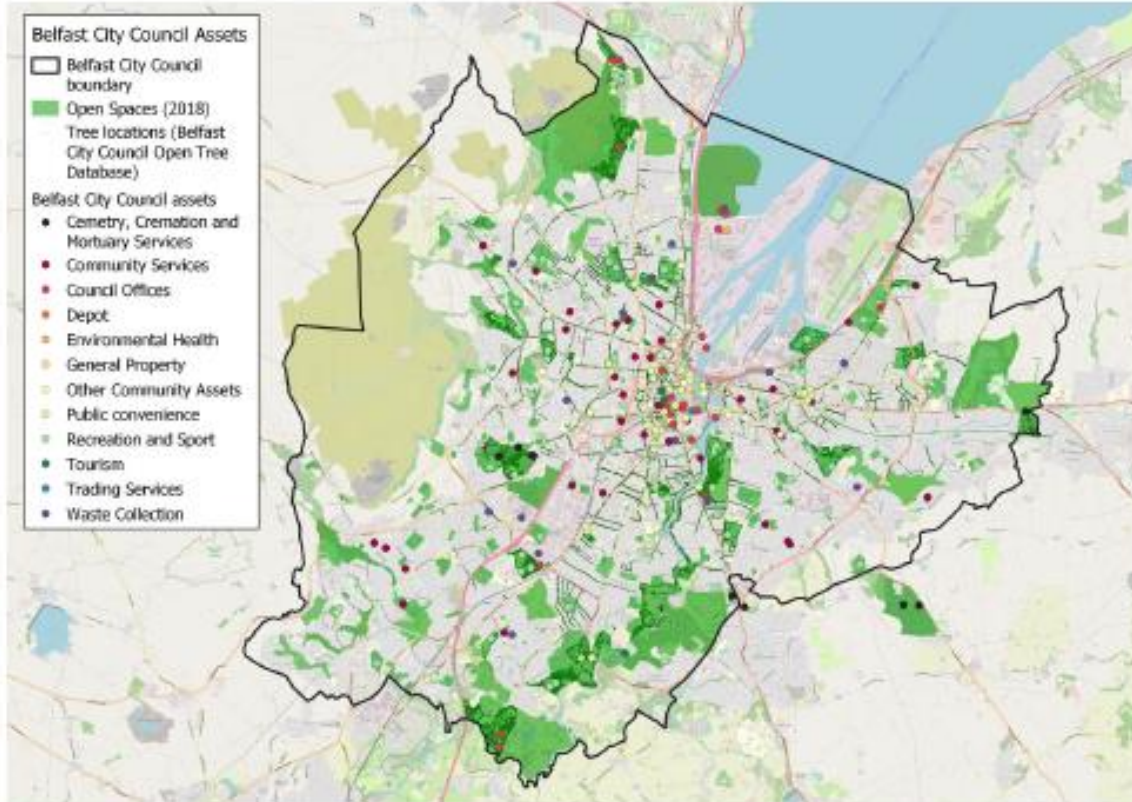 Belfast City Council Assets
Belfast City Council
boundary
Open Spaces (2018)
Tree locations (Belfast
City Council Open Tree
Database)
Belfast City Council assets
Cemetry, Cremation and
Mortuary Services
Community Services
Council Offices
Depot
Environmental Health
General Property
Other Community Assets
Public convenience
Recreation and Sport
Tourism
Trading Services
Waste Collection